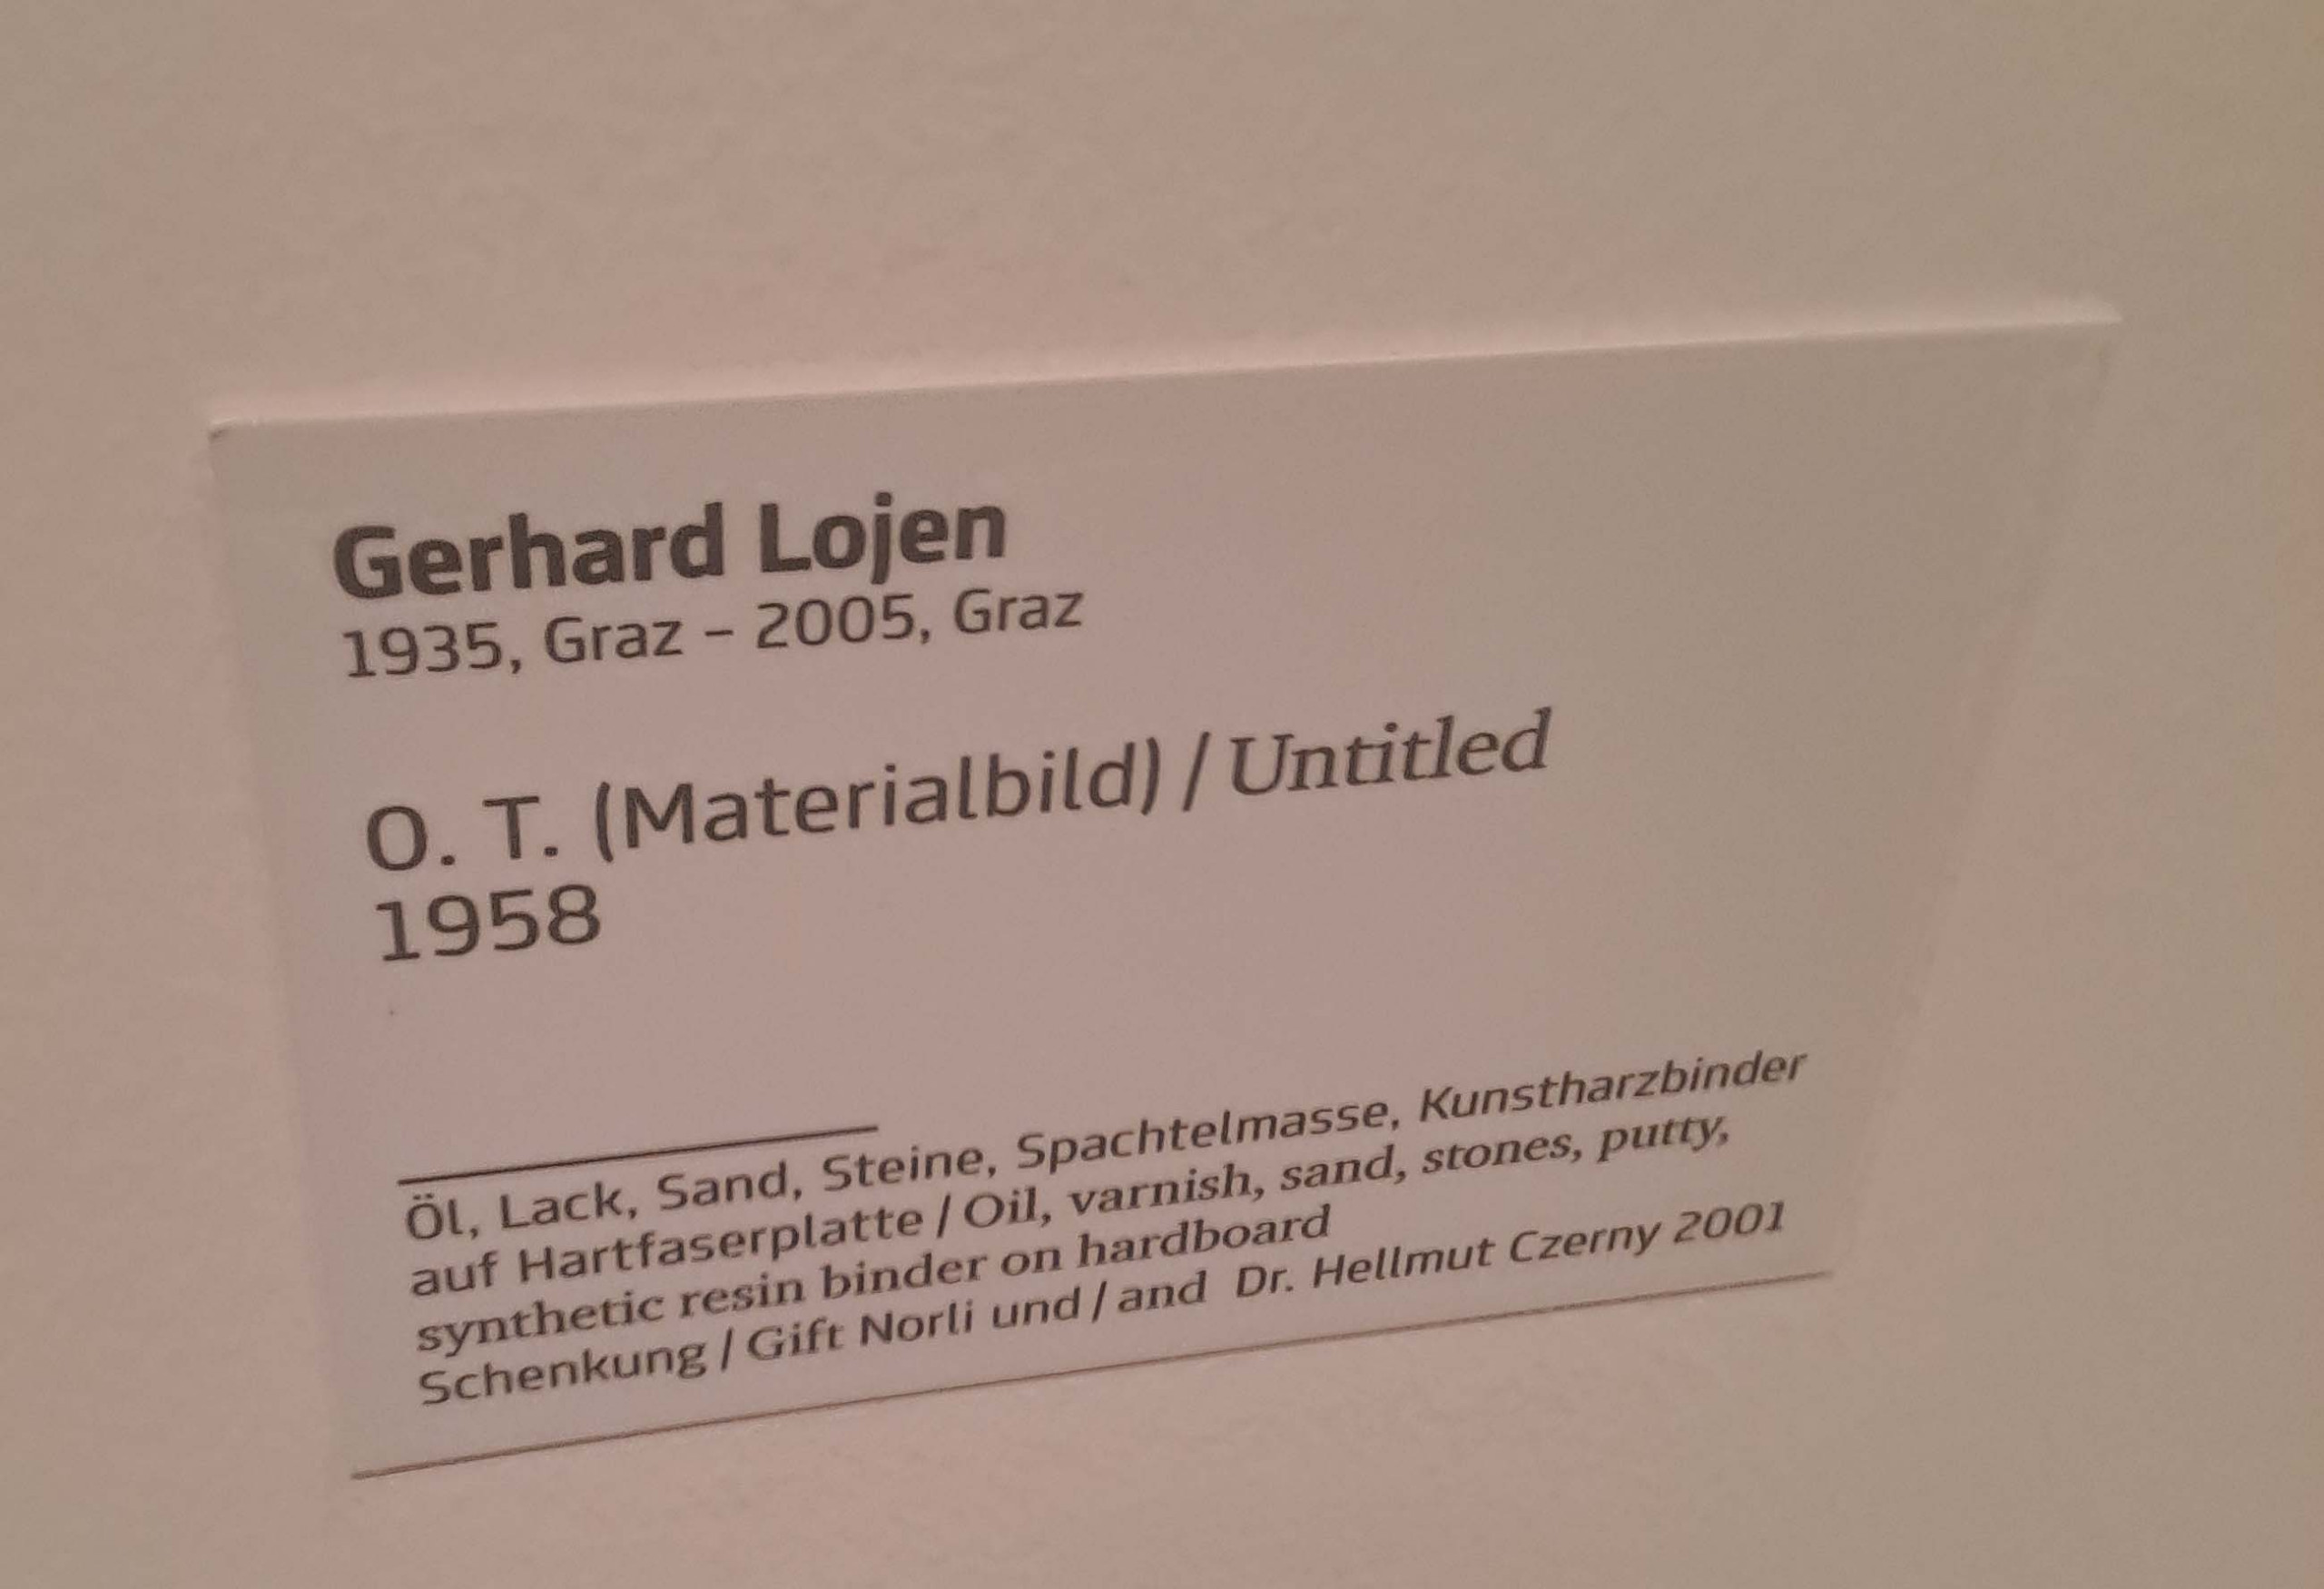 Gerhard Lojen
1935, Graz – 2005, Graz
O. T. (Materialbild) / Untitled
1958
Öl, Lack, Sand, Steine, Spachtelmasse, Kunstharzbinder
auf Hartfaserplatte / Oil, varnish, sand, stones, putty,
synthetic resin binder on hardboard
Schenkung / Gift Norli und / and Dr. Hellmut Czerny 2001